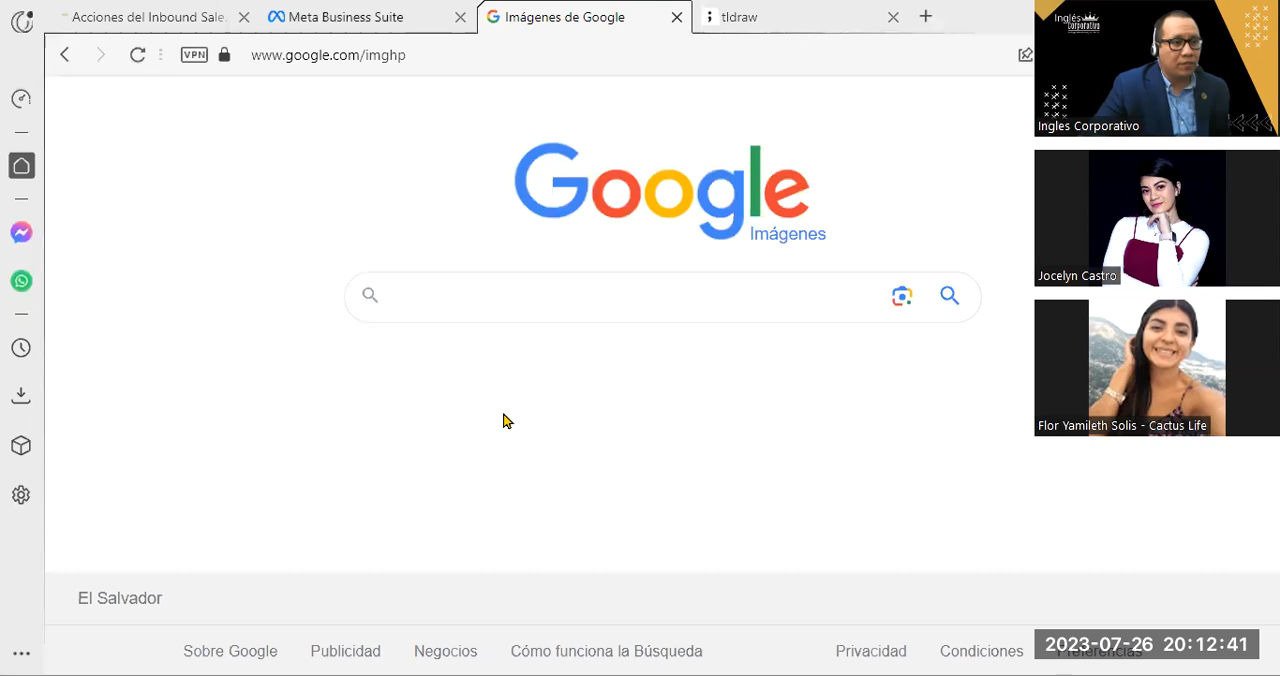 Acciones del Inbound Sale
Meta Business Suite
Imágenes de Google
tldraw
VPN
www.google.com/imghp
Google
Imágenes
El Salvador
Sobre Google
Publicidad
Negocios
Cómo funciona la Búsqueda
Privacidad
Condiciones
Preferencias
Inglés
Corporativo
Ingles Corporativo
Jocelyn Castro
Flor Yamileth Solis - Cactus Life
2023-07-26 20:12:41